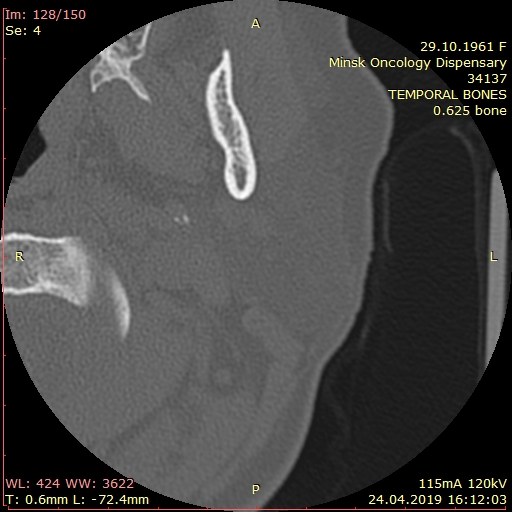 Im: 128/150
Se: 4
A
29.10.1961 F
Minsk Oncology Dispensary
34137
TEMPORAL BONES
0.625 bone
R
L
WL: 424 WW: 3622
T: 0.6mm L: -72.4mm
P
115mA 120kV
24.04.2019 16:12:03